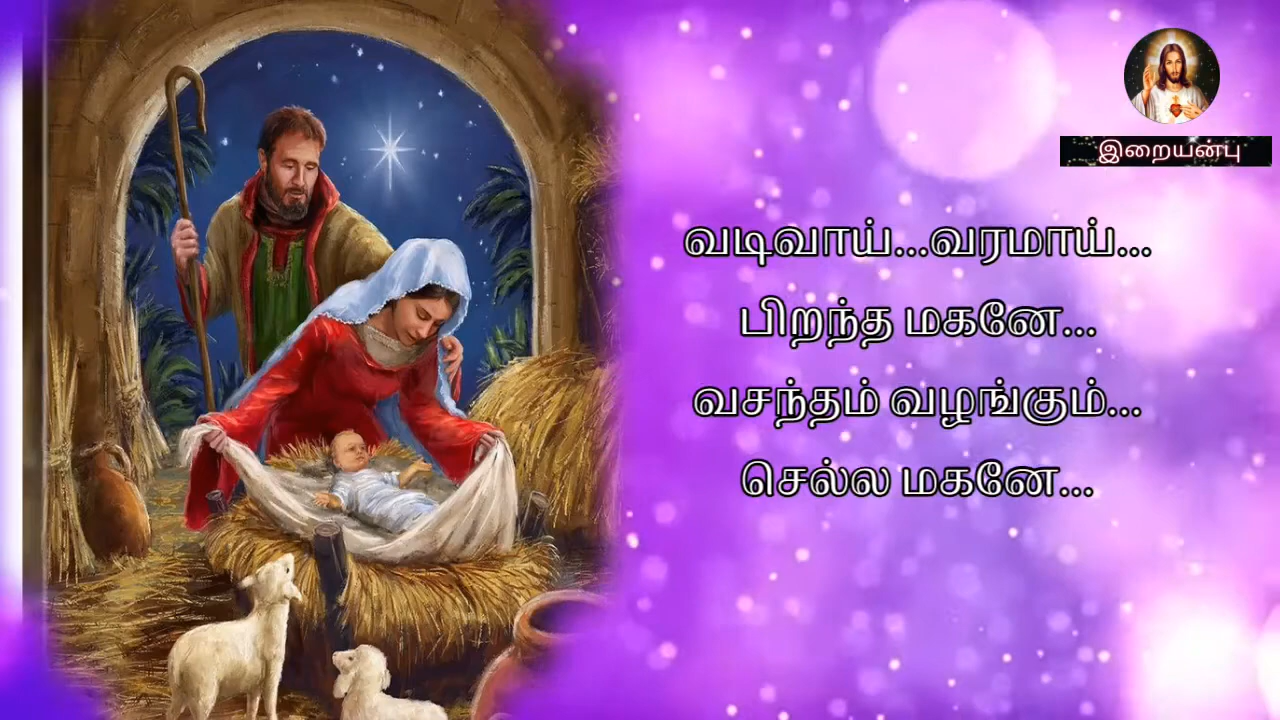 இறையன்பு
வடிவாய்...வரமாய்...
பிறந்த மகனே...
வசந்தம் வழங்கும்...
செல்ல மகனே...